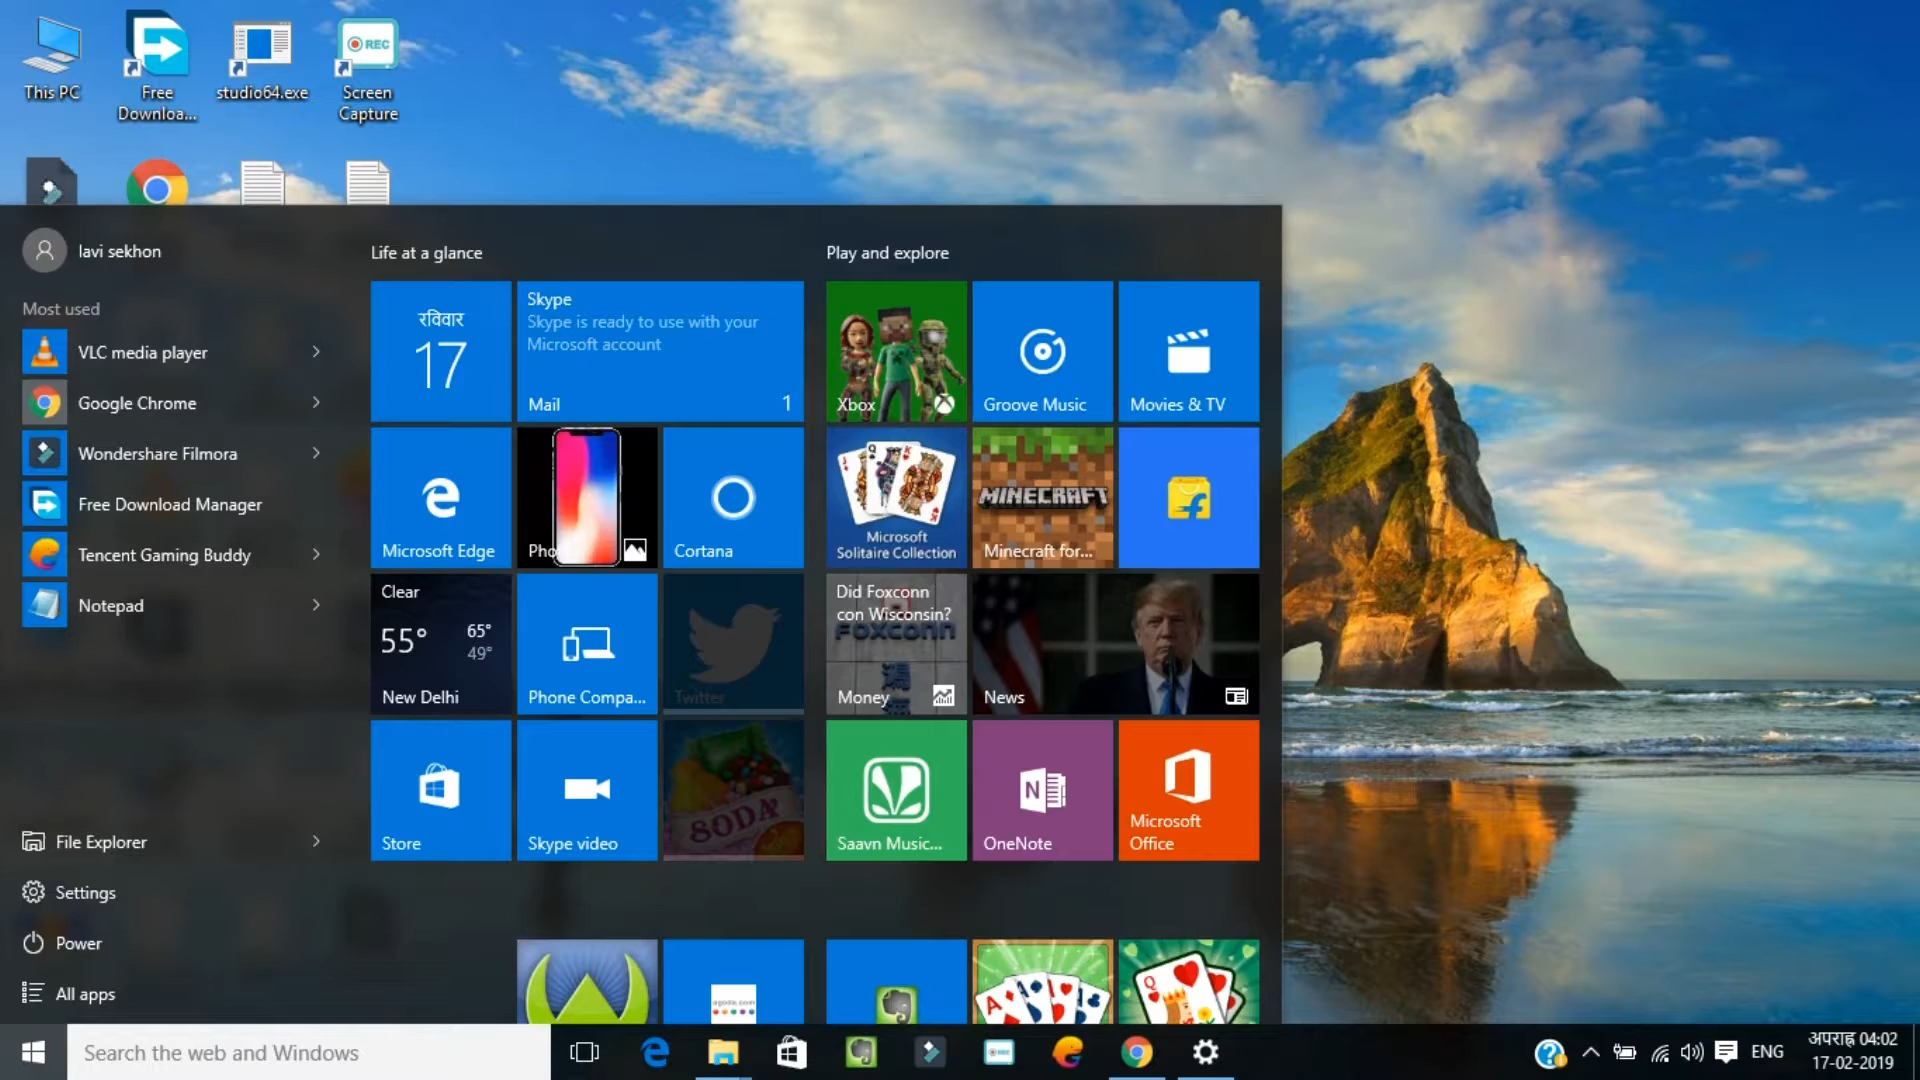 This PC
Free
Downloa...
studio64.exe
Screen
Capture
REC
lavi sekhon
Most used
VLC media player
Google Chrome
Wondershare Filmora
Free Download Manager
Tencent Gaming Buddy
Notepad
File Explorer
Settings
Power
All apps
Life at a glance
रविवार
17
Skype
Skype is ready to use with your
Microsoft account
Mail
1
Microsoft Edge
Pho
Cortana
Clear
55°
65°
49°
New Delhi
Phone Compa...
Twitter
Store
Skype video
SODA
Play and explore
Xbox
Groove Music
Movies & TV
Microsoft
Solitaire Collection
MINECRAFT
Minecraft for...
Did Foxconn
con Wisconsin?
FOXCONN
Money
News
Saavn Music...
N
OneNote
Microsoft
Office
agoda.com
Search the web and Windows
ENG
अपराह्न 04:02
17-02-2019